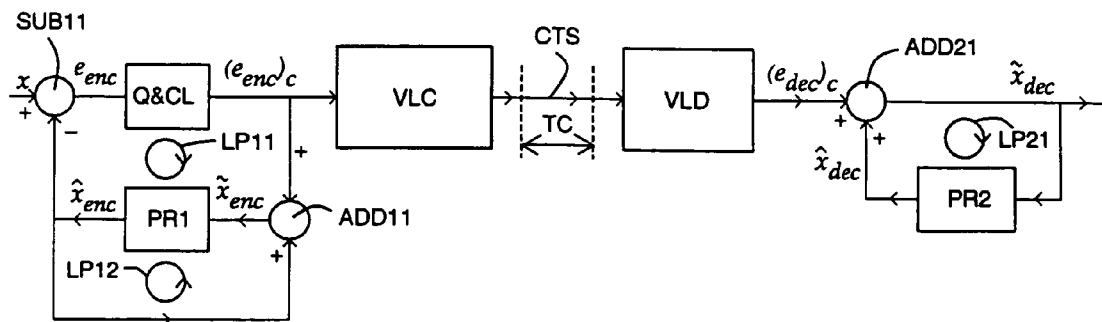 SUB11
x
+
−
e_enc
Q&CL
(e_enc)_c
VLC
CTS
TC
VLD
(e_dec)_c
ADD21
+
+
x̃_dec
LP21
x̂_dec
PR2
LP11
+
x̂_enc
PR1
x̃_enc
ADD11
+
LP12